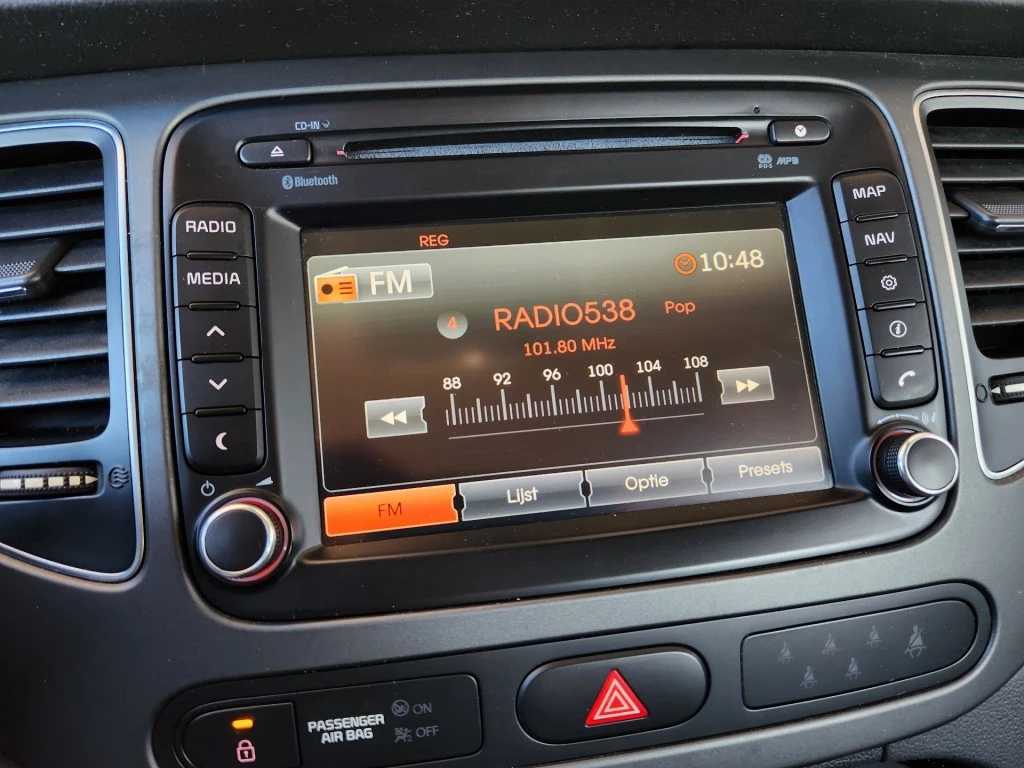 CD-IN
Bluetooth
RDS MP3
RADIO
MEDIA
MAP
NAV
REG
FM
10:48
4
RADIO538
Pop
101.80 MHz
88 92 96 100 104 108
FM
Lijst
Optie
Presets
PASSENGER
AIR BAG
ON
OFF